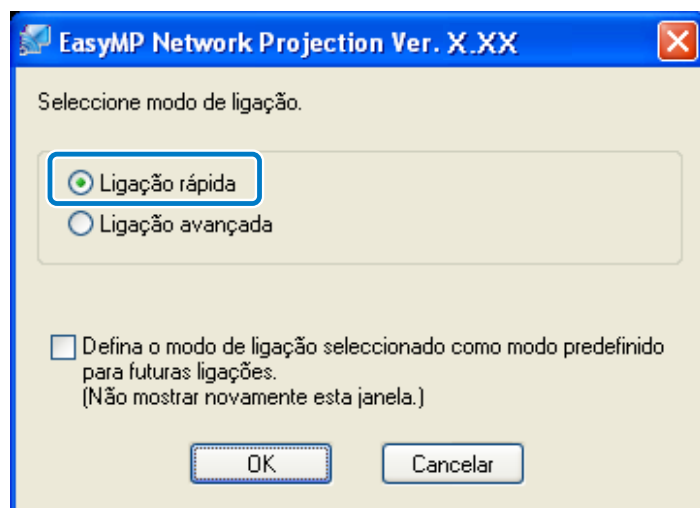 EasyMP Network Projection Ver. X.XX
Seleccione modo de ligação.
Ligação rápida
Ligação avançada
Defina o modo de ligação seleccionado como modo predefinido
para futuras ligações.
(Não mostrar novamente esta janela.)
OK
Cancelar